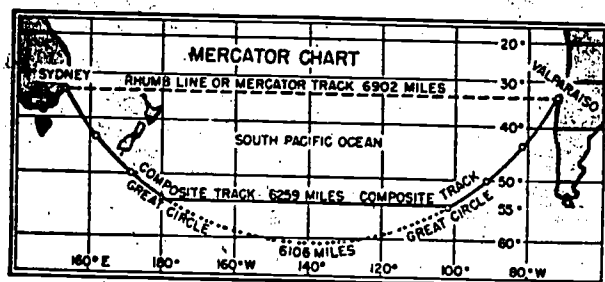 MERCATOR CHART
20°
SYDNEY
RHUMB LINE OR MERCATOR TRACK 6902 MILES
30°
VALPARAISO
40°
SOUTH PACIFIC OCEAN
COMPOSITE TRACK 6259 MILES COMPOSITE TRACK
50°
GREAT CIRCLE
GREAT CIRCLE
55°
6106 MILES
60°
160°E 180° 160°W 140° 120° 100° 80°W